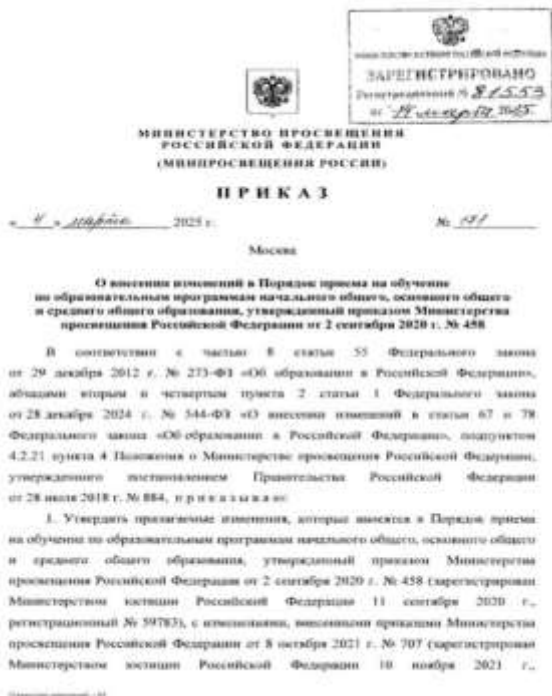 МИНИСТЕРСТВО ЮСТИЦИИ РОССИЙСКОЙ ФЕДЕРАЦИИ
ЗАРЕГИСТРИРОВАНО
Регистрационный № 81553
от "14" марта 2025.
МИНИСТЕРСТВО ПРОСВЕЩЕНИЯ
РОССИЙСКОЙ ФЕДЕРАЦИИ
(МИНПРОСВЕЩЕНИЯ РОССИИ)
ПРИКАЗ
« 4 » марта 2025 г.
№ 171
Москва
О внесении изменений в Порядок приема на обучение
по образовательным программам начального общего, основного общего
и среднего общего образования, утвержденный приказом Министерства
просвещения Российской Федерации от 2 сентября 2020 г. № 458
В соответствии с частью 8 статьи 55 Федерального закона
от 29 декабря 2012 г. № 273-ФЗ «Об образовании в Российской Федерации»,
абзацами вторым и четвертым пункта 2 статьи 1 Федерального закона
от 28 декабря 2024 г. № 544-ФЗ «О внесении изменений в статьи 67 и 78
Федерального закона «Об образовании в Российской Федерации», подпунктом
4.2.21 пункта 4 Положения о Министерстве просвещения Российской Федерации,
утвержденного постановлением Правительства Российской Федерации
от 28 июля 2018 г. № 884, п р и к а з ы в а ю:
1. Утвердить прилагаемые изменения, которые вносятся в Порядок приема
на обучение по образовательным программам начального общего, основного общего
и среднего общего образования, утвержденный приказом Министерства
просвещения Российской Федерации от 2 сентября 2020 г. № 458 (зарегистрирован
Министерством юстиции Российской Федерации 11 сентября 2020 г.,
регистрационный № 59783), с изменениями, внесенными приказами Министерства
просвещения Российской Федерации от 8 октября 2021 г. № 707 (зарегистрирован
Министерством юстиции Российской Федерации 10 ноября 2021 г.,